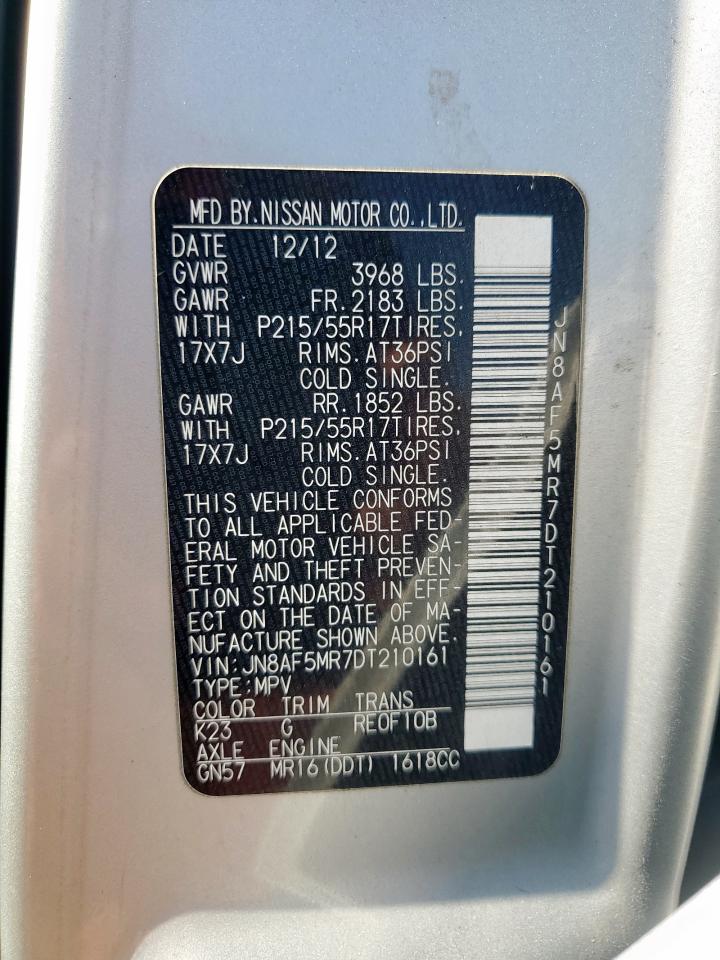 MFD BY.NISSAN MOTOR CO.,LTD.
DATE 12/12
GVWR 3968 LBS.
GAWR FR.2183 LBS.
WITH P215/55R17TIRES,
17X7J RIMS.AT36PSI
COLD SINGLE.
GAWR RR.1852 LBS.
WITH P215/55R17TIRES,
17X7J RIMS.AT36PSI
COLD SINGLE.
THIS VEHICLE CONFORMS
TO ALL APPLICABLE FED-
ERAL MOTOR VEHICLE SA-
FETY AND THEFT PREVEN-
TION STANDARDS IN EFF-
ECT ON THE DATE OF MA-
NUFACTURE SHOWN ABOVE.
VIN:JN8AF5MR7DT210161
TYPE:MPV
COLOR TRIM TRANS
K23 G RE0F10B
AXLE ENGINE
GN57 MR16(DDT) 1618CC
JN8AF5MR7DT210161